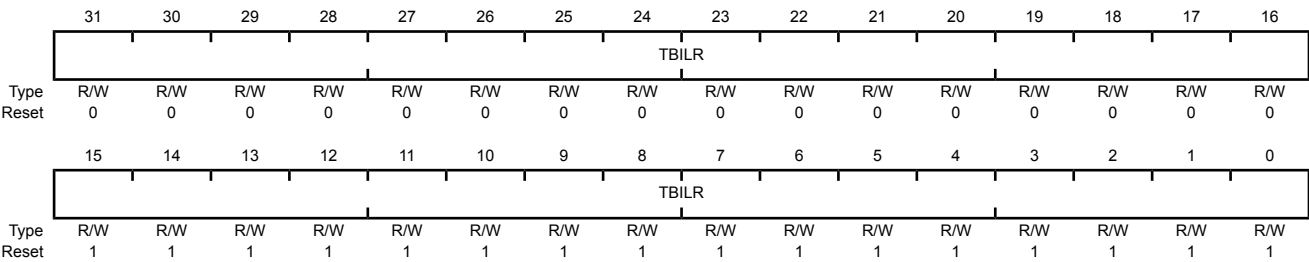 31 30 29 28 27 26 25 24 23 22 21 20 19 18 17 16
TBILR
Type R/W R/W R/W R/W R/W R/W R/W R/W R/W R/W R/W R/W R/W R/W R/W R/W
Reset 0 0 0 0 0 0 0 0 0 0 0 0 0 0 0 0
15 14 13 12 11 10 9 8 7 6 5 4 3 2 1 0
TBILR
Type R/W R/W R/W R/W R/W R/W R/W R/W R/W R/W R/W R/W R/W R/W R/W R/W
Reset 1 1 1 1 1 1 1 1 1 1 1 1 1 1 1 1